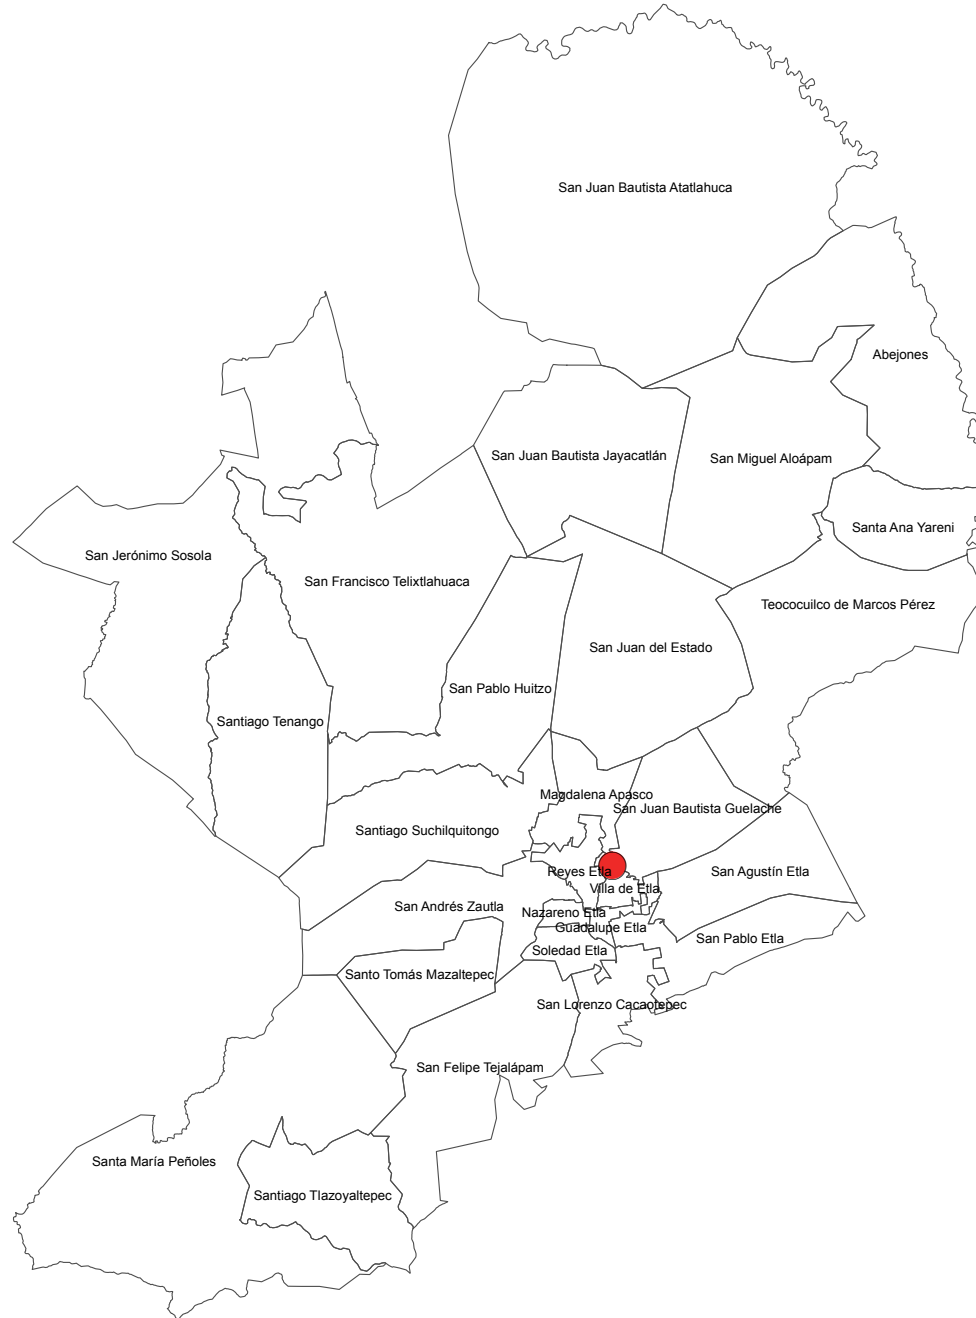 San Juan Bautista Atatlahuca
Abejones
San Juan Bautista Jayacatlán
San Miguel Aloápam
Santa Ana Yareni
San Jerónimo Sosola
San Francisco Telixtlahuaca
Teococuilco de Marcos Pérez
San Juan del Estado
San Pablo Huitzo
Santiago Tenango
Magdalena Apasco
San Juan Bautista Guelache
Santiago Suchilquitongo
Reyes Etla
San Agustín Etla
Villa de Etla
San Andrés Zautla
Nazareno Etla
Guadalupe Etla
San Pablo Etla
Soledad Etla
Santo Tomás Mazaltepec
San Lorenzo Cacaotepec
San Felipe Tejalápam
Santa María Peñoles
Santiago Tlazoyaltepec